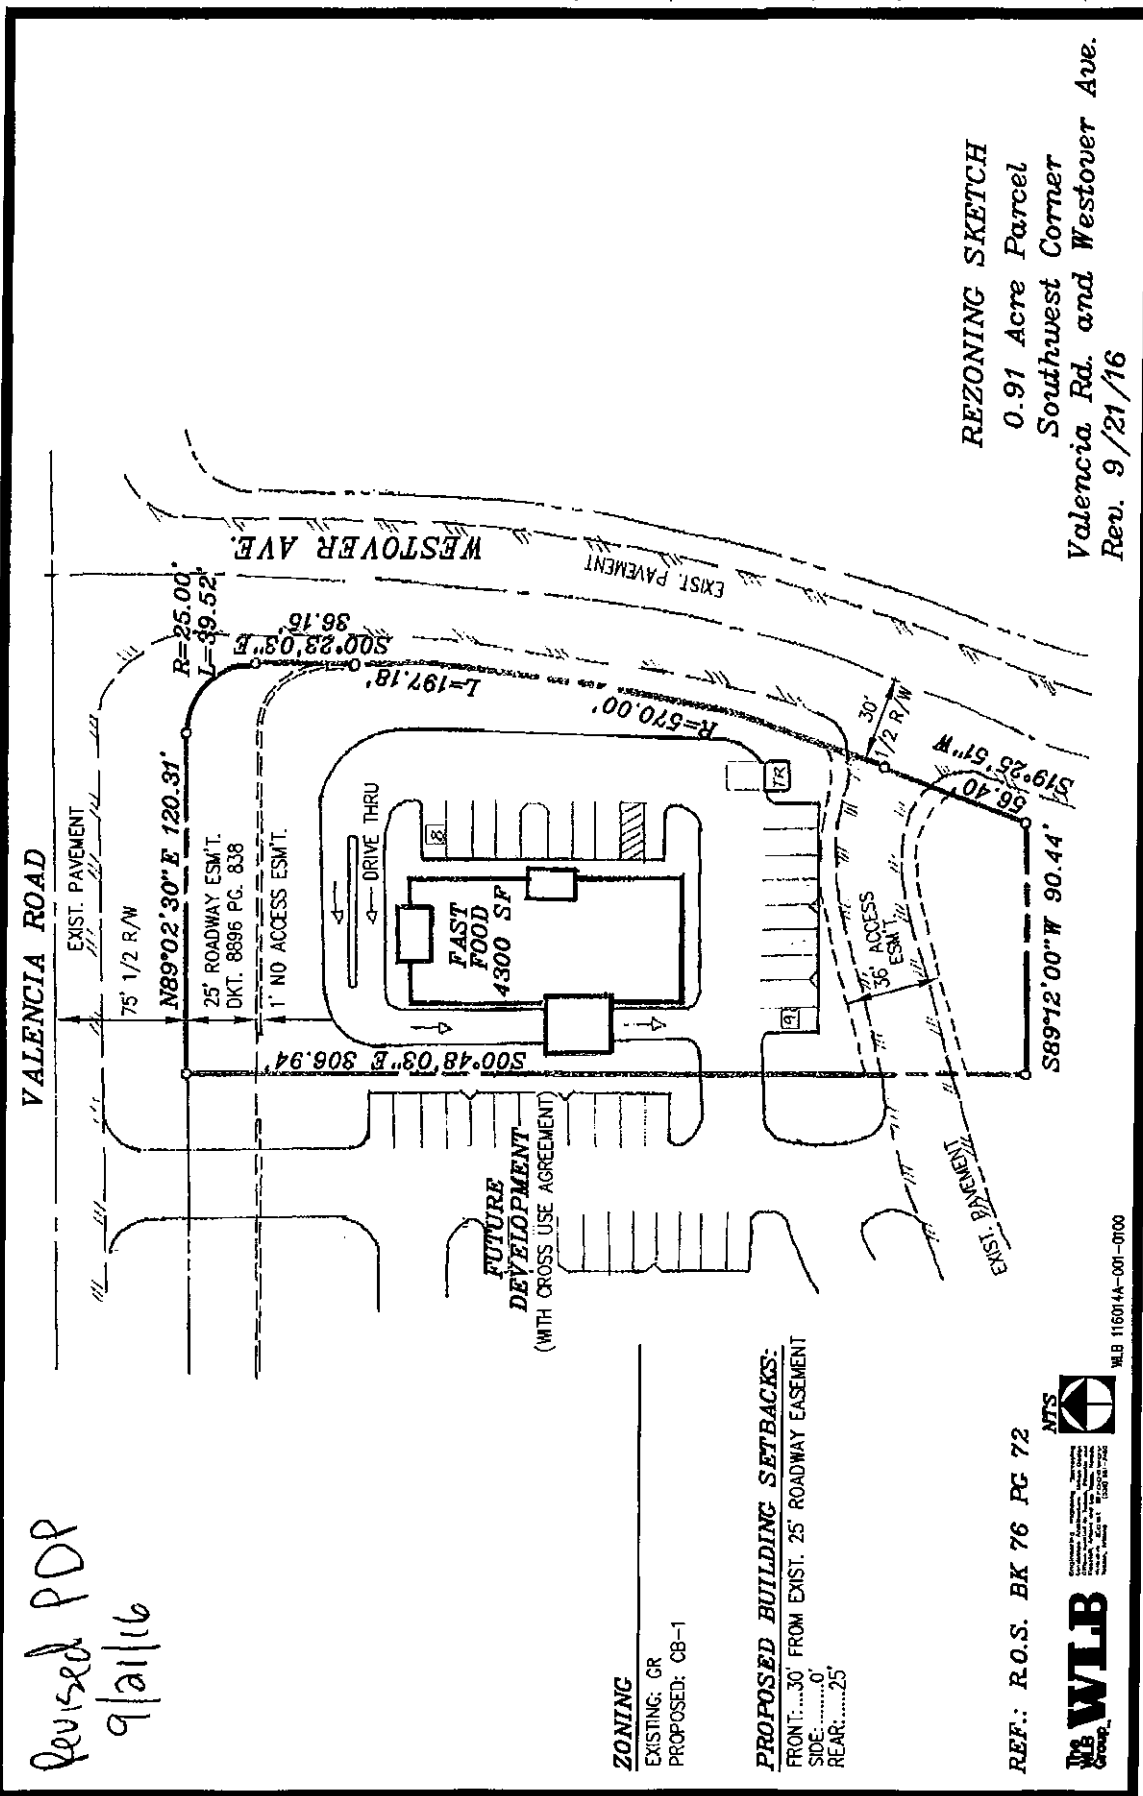 Revised PDP
9/21/16
VALENCIA ROAD
EXIST. PAVEMENT
75' 1/2 R/W
N89°02'30"E 120.31'
25' ROADWAY ESM'T.
DKT. 8896 PG. 838
1' NO ACCESS ESM'T.
R=25.00'
L=39.52'
S00°23'03"E
36.16'
WESTOVER AVE.
EXIST. PAVEMENT
L=197.18'
R=570.00'
DRIVE THRU
8
FAST
FOOD
4300 SF
TR
9
S00°48'03"E 306.94'
30'
1/2 R/W
S19°25'51"W
56.40
36' ACCESS
ESM'T.
S89°12'00"W 90.44'
EXIST. PAVEMENT
FUTURE
DEVELOPMENT
(WITH CROSS USE AGREEMENT)
ZONING
EXISTING: GR
PROPOSED: CB-1
PROPOSED BUILDING SETBACKS:
FRONT:...30' FROM EXIST. 25' ROADWAY EASEMENT
SIDE:........0'
REAR:.....25'
REZONING SKETCH
0.91 Acre Parcel
Southwest Corner
Valencia Rd. and Westover Ave.
Rev. 9/21/16
REF.: R.O.S. BK 76 PG 72
The WLB Group
WLB
NTS
WLB 116014A-001-0100